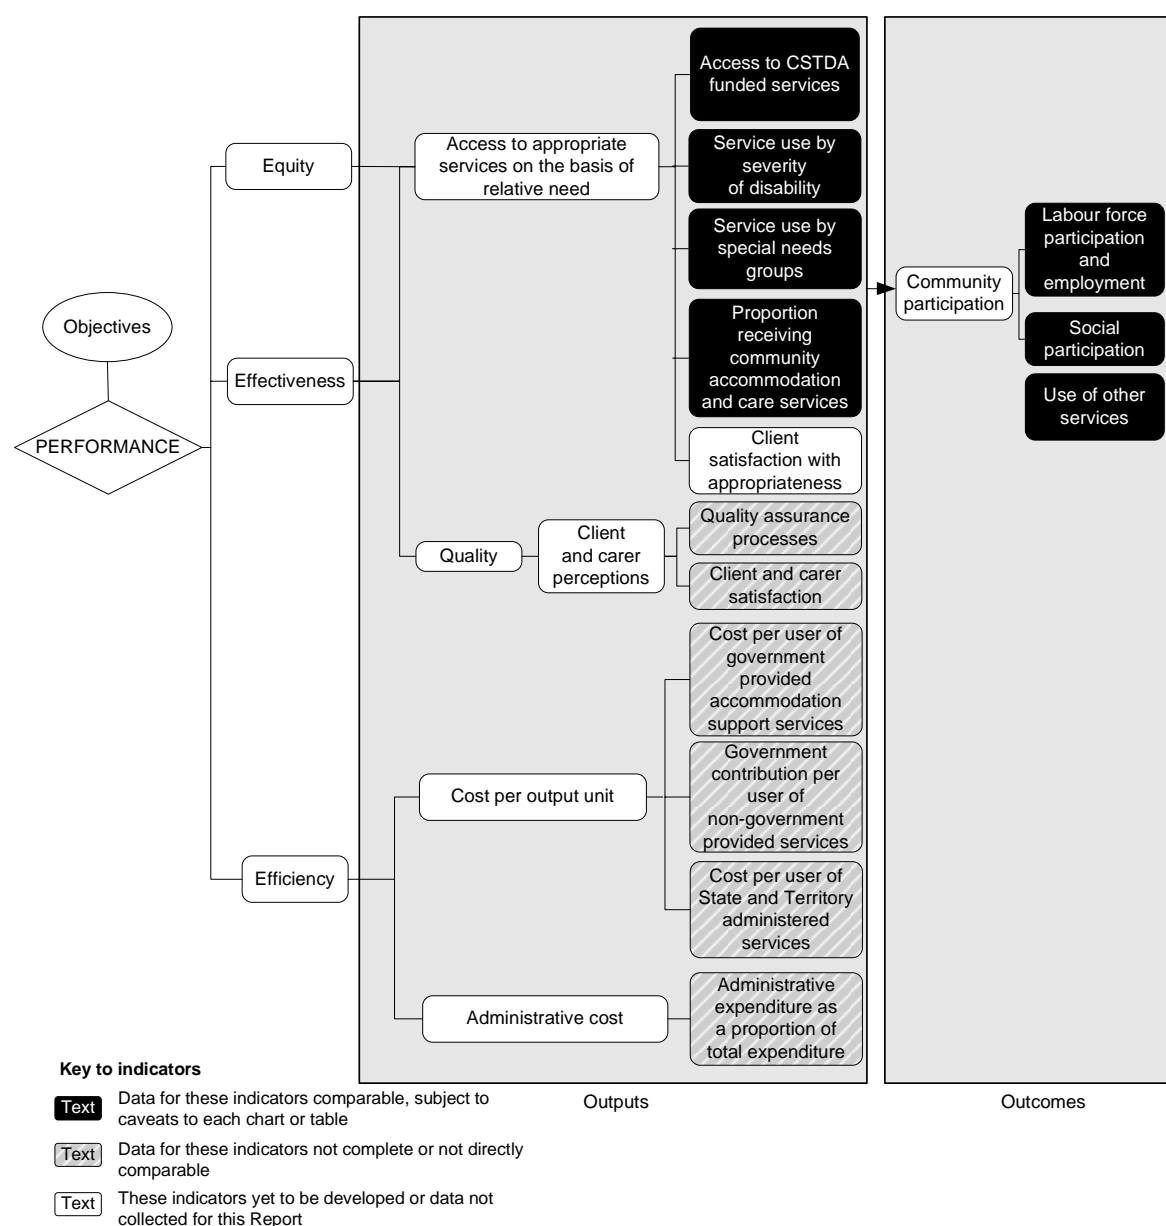 Objectives
PERFORMANCE
Equity
Effectiveness
Efficiency
Access to appropriate
services on the basis of
relative need
Quality
Client
and carer
perceptions
Cost per output unit
Administrative cost
Access to CSTDA
funded services
Service use by
severity
of disability
Service use by
special needs
groups
Proportion
receiving
community
accommodation
and care services
Client
satisfaction with
appropriateness
Quality assurance
processes
Client and carer
satisfaction
Cost per user of
government
provided
accommodation
support services
Government
contribution per
user of
non-government
provided services
Cost per user of
State and Territory
administered
services
Administrative
expenditure as
a proportion of
total expenditure
Community
participation
Labour force
participation
and
employment
Social
participation
Use of other
services
Outputs
Outcomes
Key to indicators
Text
Data for these indicators comparable, subject to
caveats to each chart or table
Text
Data for these indicators not complete or not directly
comparable
Text
These indicators yet to be developed or data not
collected for this Report